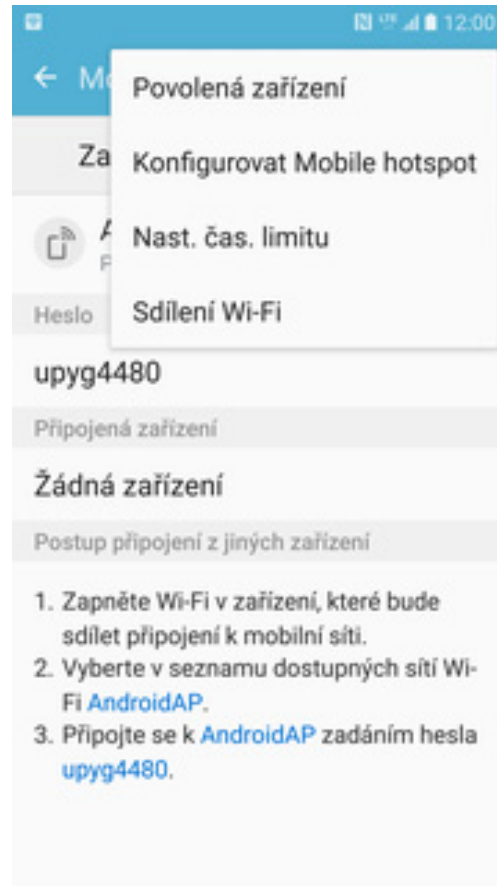 12:00
Mo
Povolená zařízení
Za
Konfigurovat Mobile hotspot
Nast. čas. limitu
Heslo
Sdílení Wi-Fi
upyg4480
Připojená zařízení
Žádná zařízení
Postup připojení z jiných zařízení
1. Zapněte Wi-Fi v zařízení, které bude
sdílet připojení k mobilní síti.
2. Vyberte v seznamu dostupných sítí Wi-
Fi AndroidAP.
3. Připojte se k AndroidAP zadáním hesla
upyg4480.